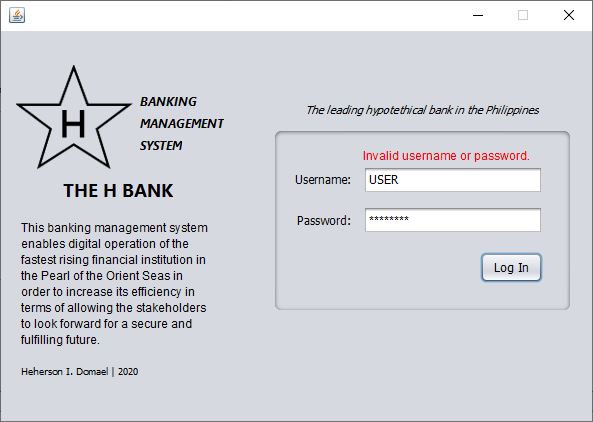 H
BANKING
MANAGEMENT
SYSTEM
THE H BANK
This banking management system
enables digital operation of the
fastest rising financial institution in
the Pearl of the Orient Seas in
order to increase its efficiency in
terms of allowing the stakeholders
to look forward for a secure and
fulfilling future.
Heherson I. Domael | 2020
The leading hypotethical bank in the Philippines
Invalid username or password.
Username: USER
Password: ********
Log In